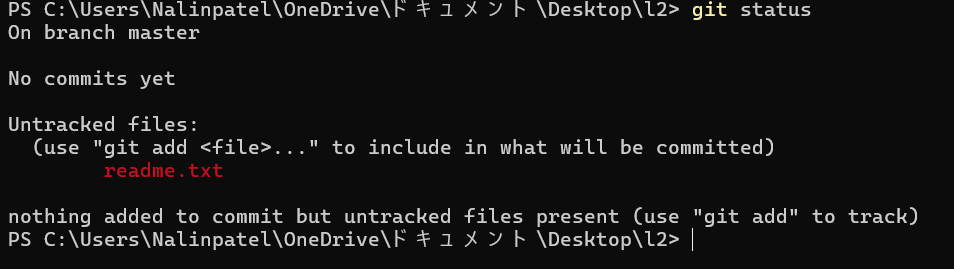 PS C:\Users\Nalinpatel\OneDrive\ドキュメント\Desktop\l2> git status
On branch master
No commits yet
Untracked files:
(use "git add <file>..." to include in what will be committed)
readme.txt
nothing added to commit but untracked files present (use "git add" to track)
PS C:\Users\Nalinpatel\OneDrive\ドキュメント\Desktop\l2>